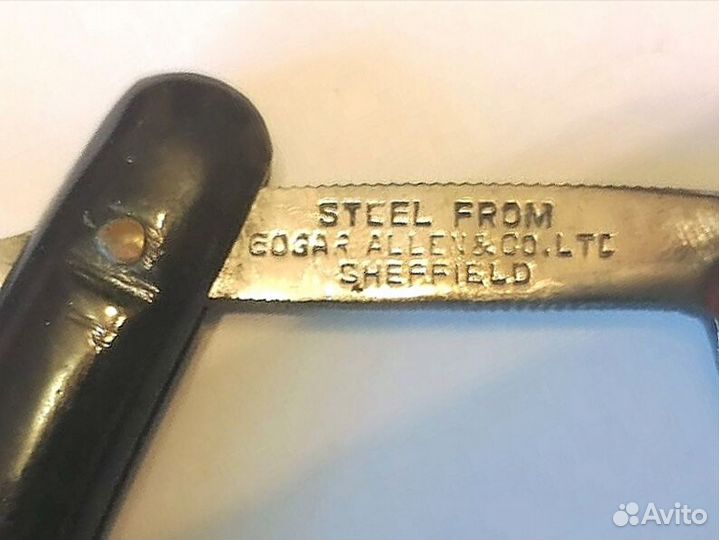 STEEL FROM
EDGAR ALLEN & CO. LTD
SHEFFIELD
Avito